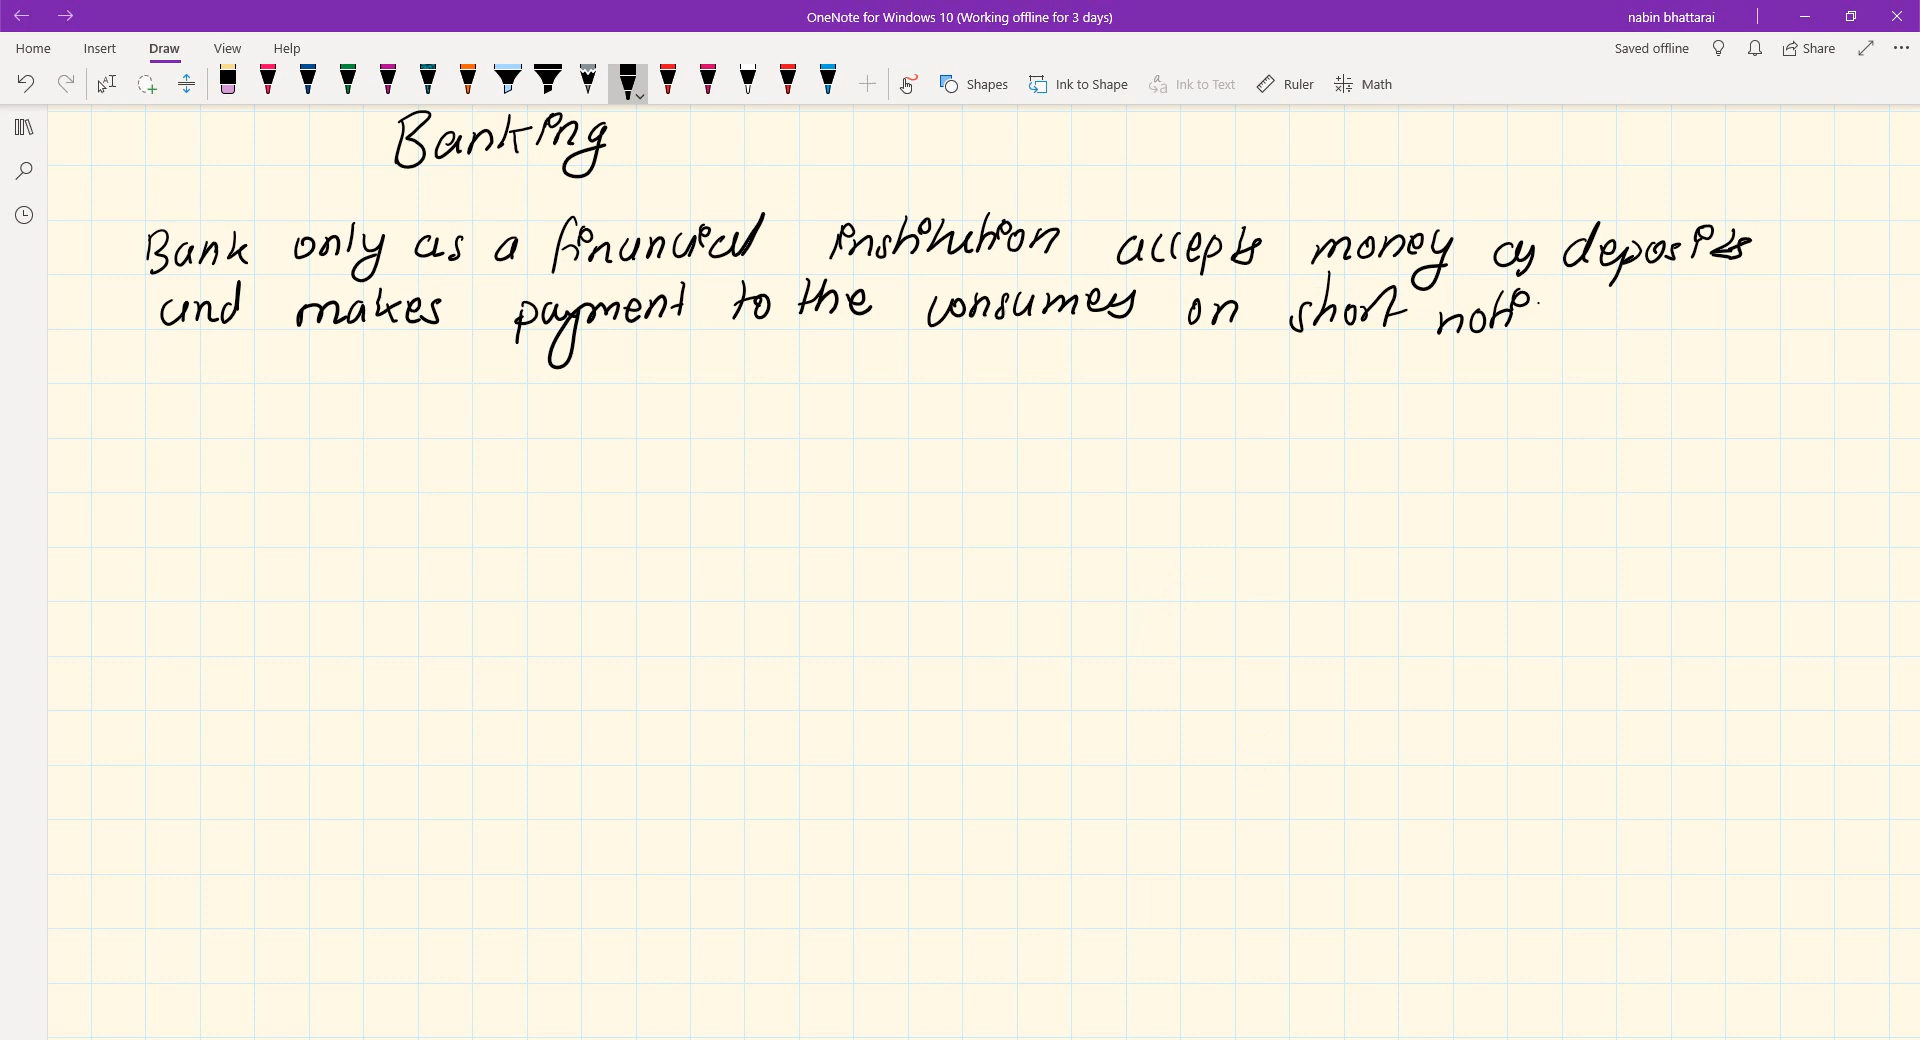 OneNote for Windows 10 (Working offline for 3 days)
nabin bhattarai
Home Insert Draw View Help
Saved offline Share
Shapes Ink to Shape Ink to Text Ruler Math
Banking
Bank only as a financial institution accepts money as deposits
and makes payment to the consumers on short noti